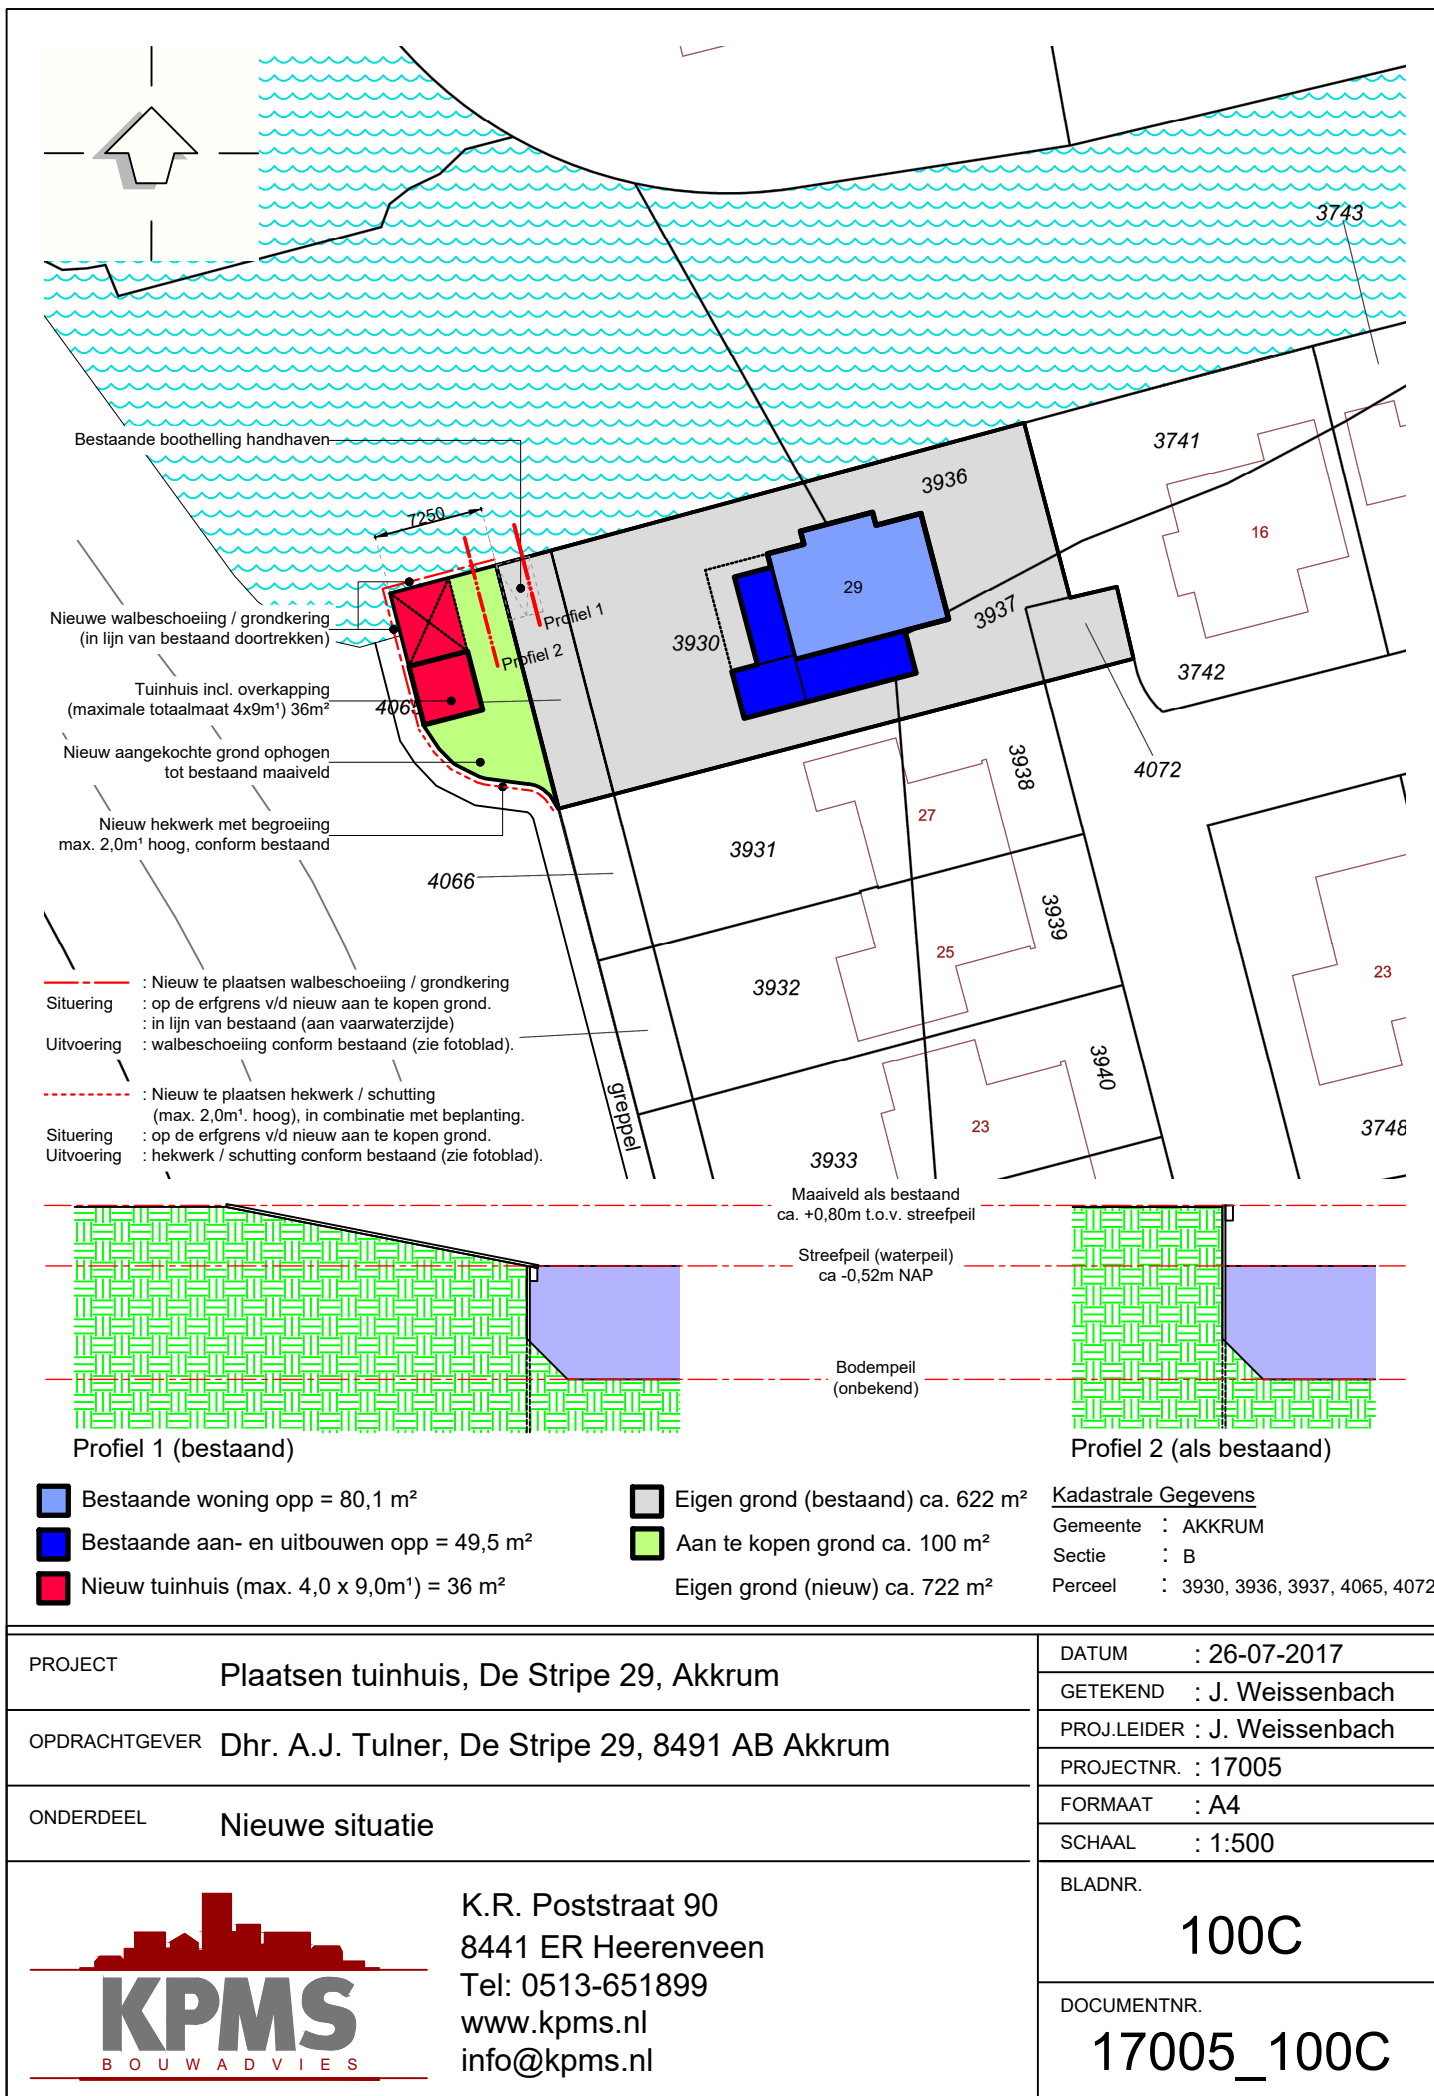 3743
Bestaande boothelling handhaven
3741
3936
7250
16
29
Nieuwe walbeschoeiing / grondkering
(in lijn van bestaand doortrekken)
Profiel 1
3937
3930
Profiel 2
3742
Tuinhuis incl. overkapping
(maximale totaalmaat 4x9m¹) 36m²
4065
Nieuw aangekochte grond ophogen
tot bestaand maaiveld
3938
4072
Nieuw hekwerk met begroeiing
max. 2,0m¹ hoog, conform bestaand
27
3931
4066
3939
25
23
3932
: Nieuw te plaatsen walbeschoeiing / grondkering
Situering : op de erfgrens v/d nieuw aan te kopen grond.
: in lijn van bestaand (aan vaarwaterzijde)
Uitvoering : walbeschoeiing conform bestaand (zie fotoblad).
3940
greppel
: Nieuw te plaatsen hekwerk / schutting
(max. 2,0m¹. hoog), in combinatie met beplanting.
Situering : op de erfgrens v/d nieuw aan te kopen grond.
Uitvoering : hekwerk / schutting conform bestaand (zie fotoblad).
23
3748
3933
Maaiveld als bestaand
ca. +0,80m t.o.v. streefpeil
Streefpeil (waterpeil)
ca -0,52m NAP
Bodempeil
(onbekend)
Profiel 1 (bestaand)
Profiel 2 (als bestaand)
Bestaande woning opp = 80,1 m²
Bestaande aan- en uitbouwen opp = 49,5 m²
Nieuw tuinhuis (max. 4,0 x 9,0m¹) = 36 m²
Eigen grond (bestaand) ca. 622 m²
Aan te kopen grond ca. 100 m²
Eigen grond (nieuw) ca. 722 m²
Kadastrale Gegevens
Gemeente : AKKRUM
Sectie : B
Perceel : 3930, 3936, 3937, 4065, 4072
PROJECT Plaatsen tuinhuis, De Stripe 29, Akkrum
OPDRACHTGEVER Dhr. A.J. Tulner, De Stripe 29, 8491 AB Akkrum
ONDERDEEL Nieuwe situatie
DATUM : 26-07-2017
GETEKEND : J. Weissenbach
PROJ.LEIDER : J. Weissenbach
PROJECTNR. : 17005
FORMAAT : A4
SCHAAL : 1:500
BLADNR.
100C
DOCUMENTNR.
17005_100C
KPMS
BOUWADVIES
K.R. Poststraat 90
8441 ER Heerenveen
Tel: 0513-651899
www.kpms.nl
info@kpms.nl